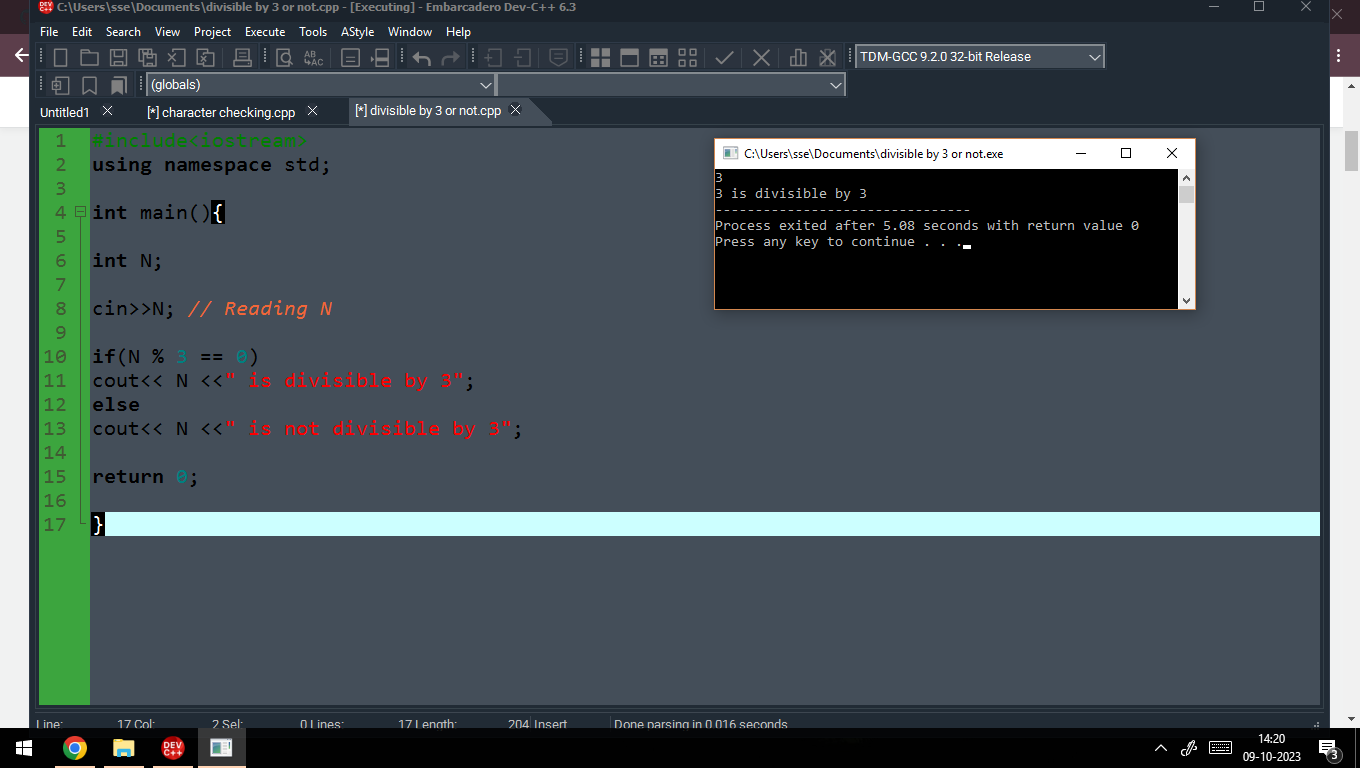 C:\Users\sse\Documents\divisible by 3 or not.cpp - [Executing] - Embarcadero Dev-C++ 6.3
File Edit Search View Project Execute Tools AStyle Window Help
TDM-GCC 9.2.0 32-bit Release
(globals)
Untitled1 [*] character checking.cpp [*] divisible by 3 or not.cpp
1 #include<iostream>
2 using namespace std;
3
4 int main(){
5
6 int N;
7
8 cin>>N; // Reading N
9
10 if(N % 3 == 0)
11 cout<< N <<" is divisible by 3";
12 else
13 cout<< N <<" is not divisible by 3";
14
15 return 0;
16
17 }
C:\Users\sse\Documents\divisible by 3 or not.exe
3
3 is divisible by 3
--------------------------------
Process exited after 5.08 seconds with return value 0
Press any key to continue . . .
Line: 17 Col: 2 Sel: 0 Lines: 17 Length: 204 Insert Done parsing in 0.016 seconds
DEV C++
14:20
09-10-2023
3